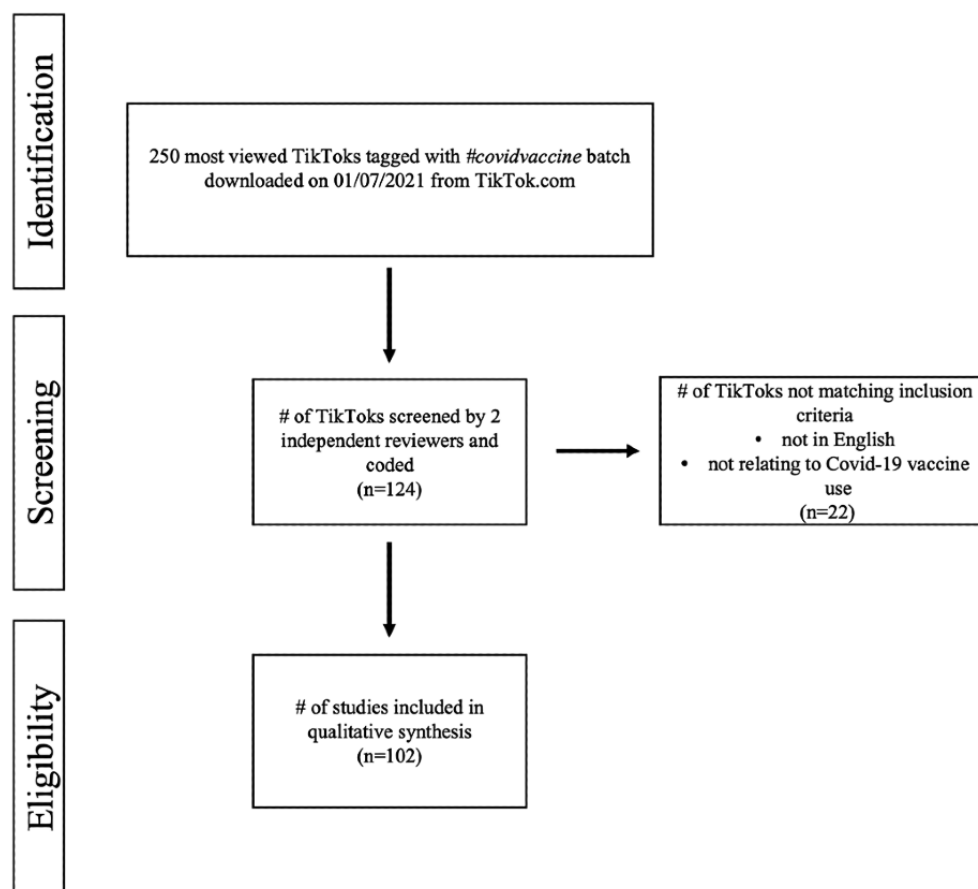 Identification
250 most viewed TikToks tagged with #covidvaccine batch
downloaded on 01/07/2021 from TikTok.com
Screening
# of TikToks screened by 2
independent reviewers and
coded
(n=124)
# of TikToks not matching inclusion
criteria
• not in English
• not relating to Covid-19 vaccine
use
(n=22)
Eligibility
# of studies included in
qualitative synthesis
(n=102)